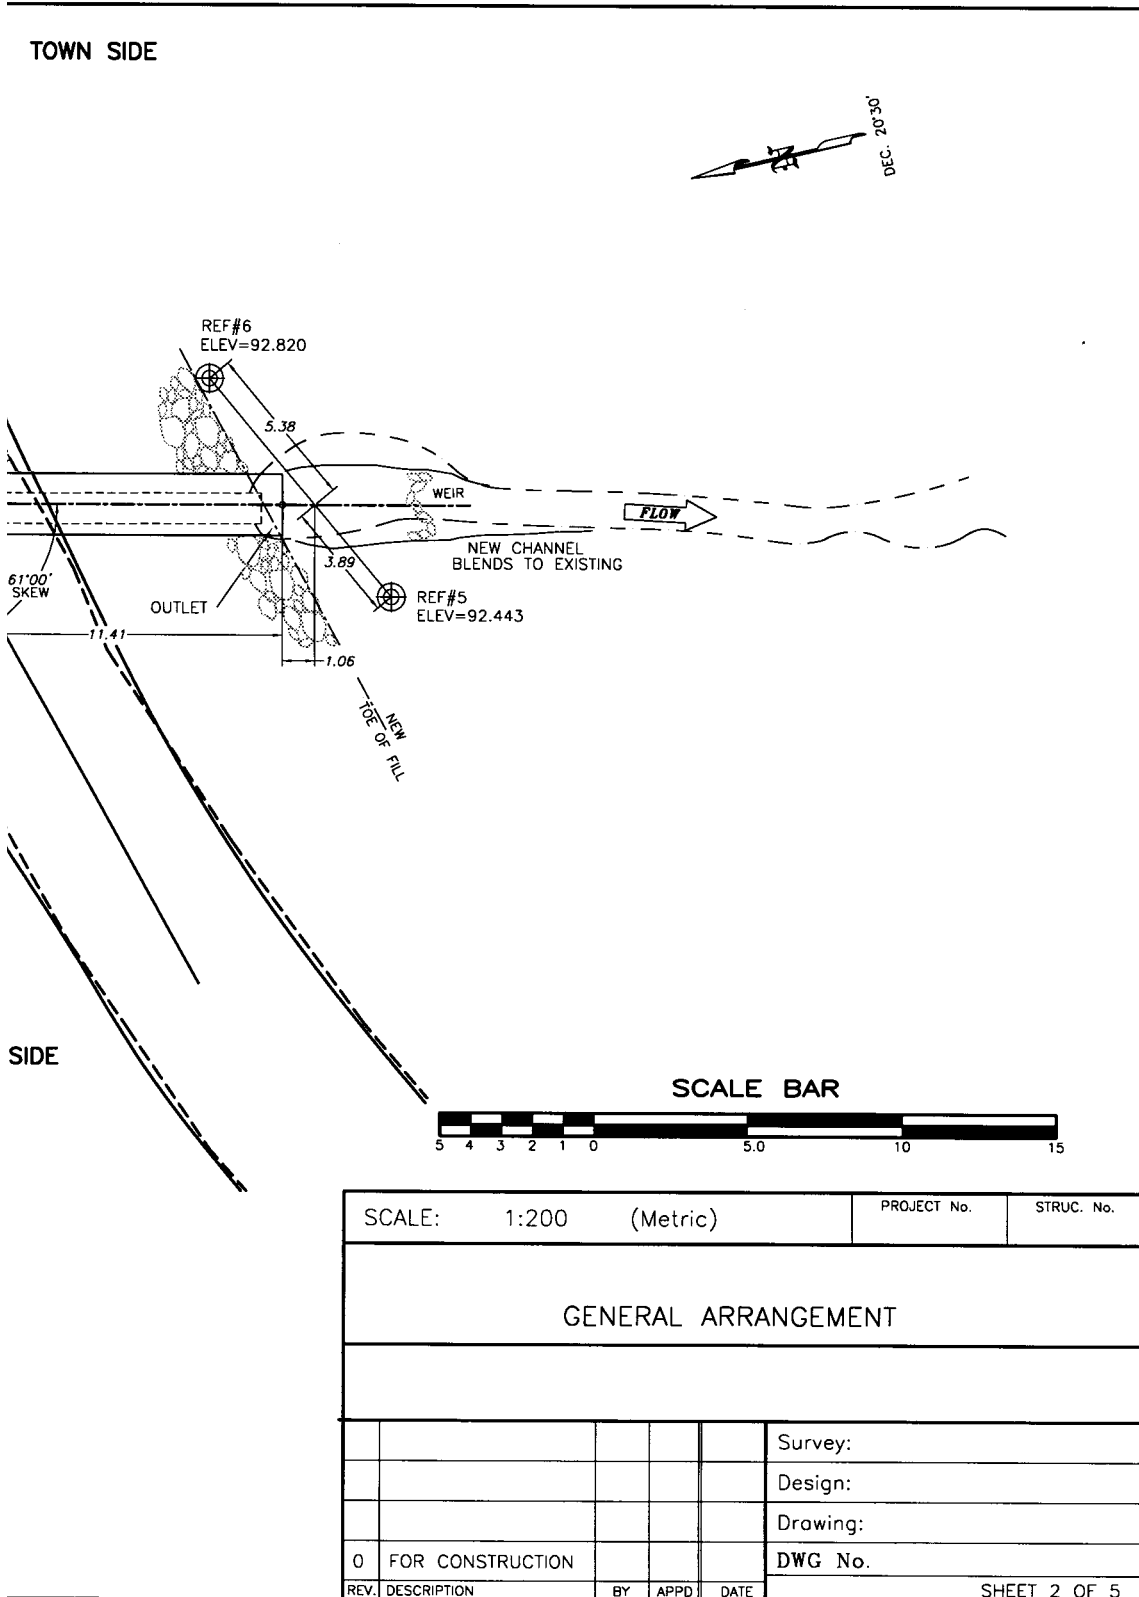 TOWN SIDE
DEC. 20°30'
N
REF#6
ELEV=92.820
5.38
WEIR
FLOW
NEW CHANNEL
BLENDS TO EXISTING
3.89
61°00'
SKEW
OUTLET
REF#5
ELEV=92.443
11.41
1.06
NEW
TOE OF FILL
SIDE
SCALE BAR
5 4 3 2 1 0 5.0 10 15
SCALE: 1:200 (Metric)
PROJECT No.
STRUC. No.
GENERAL ARRANGEMENT
Survey:
Design:
Drawing:
0 FOR CONSTRUCTION
DWG No.
REV. DESCRIPTION BY APPD DATE
SHEET 2 OF 5